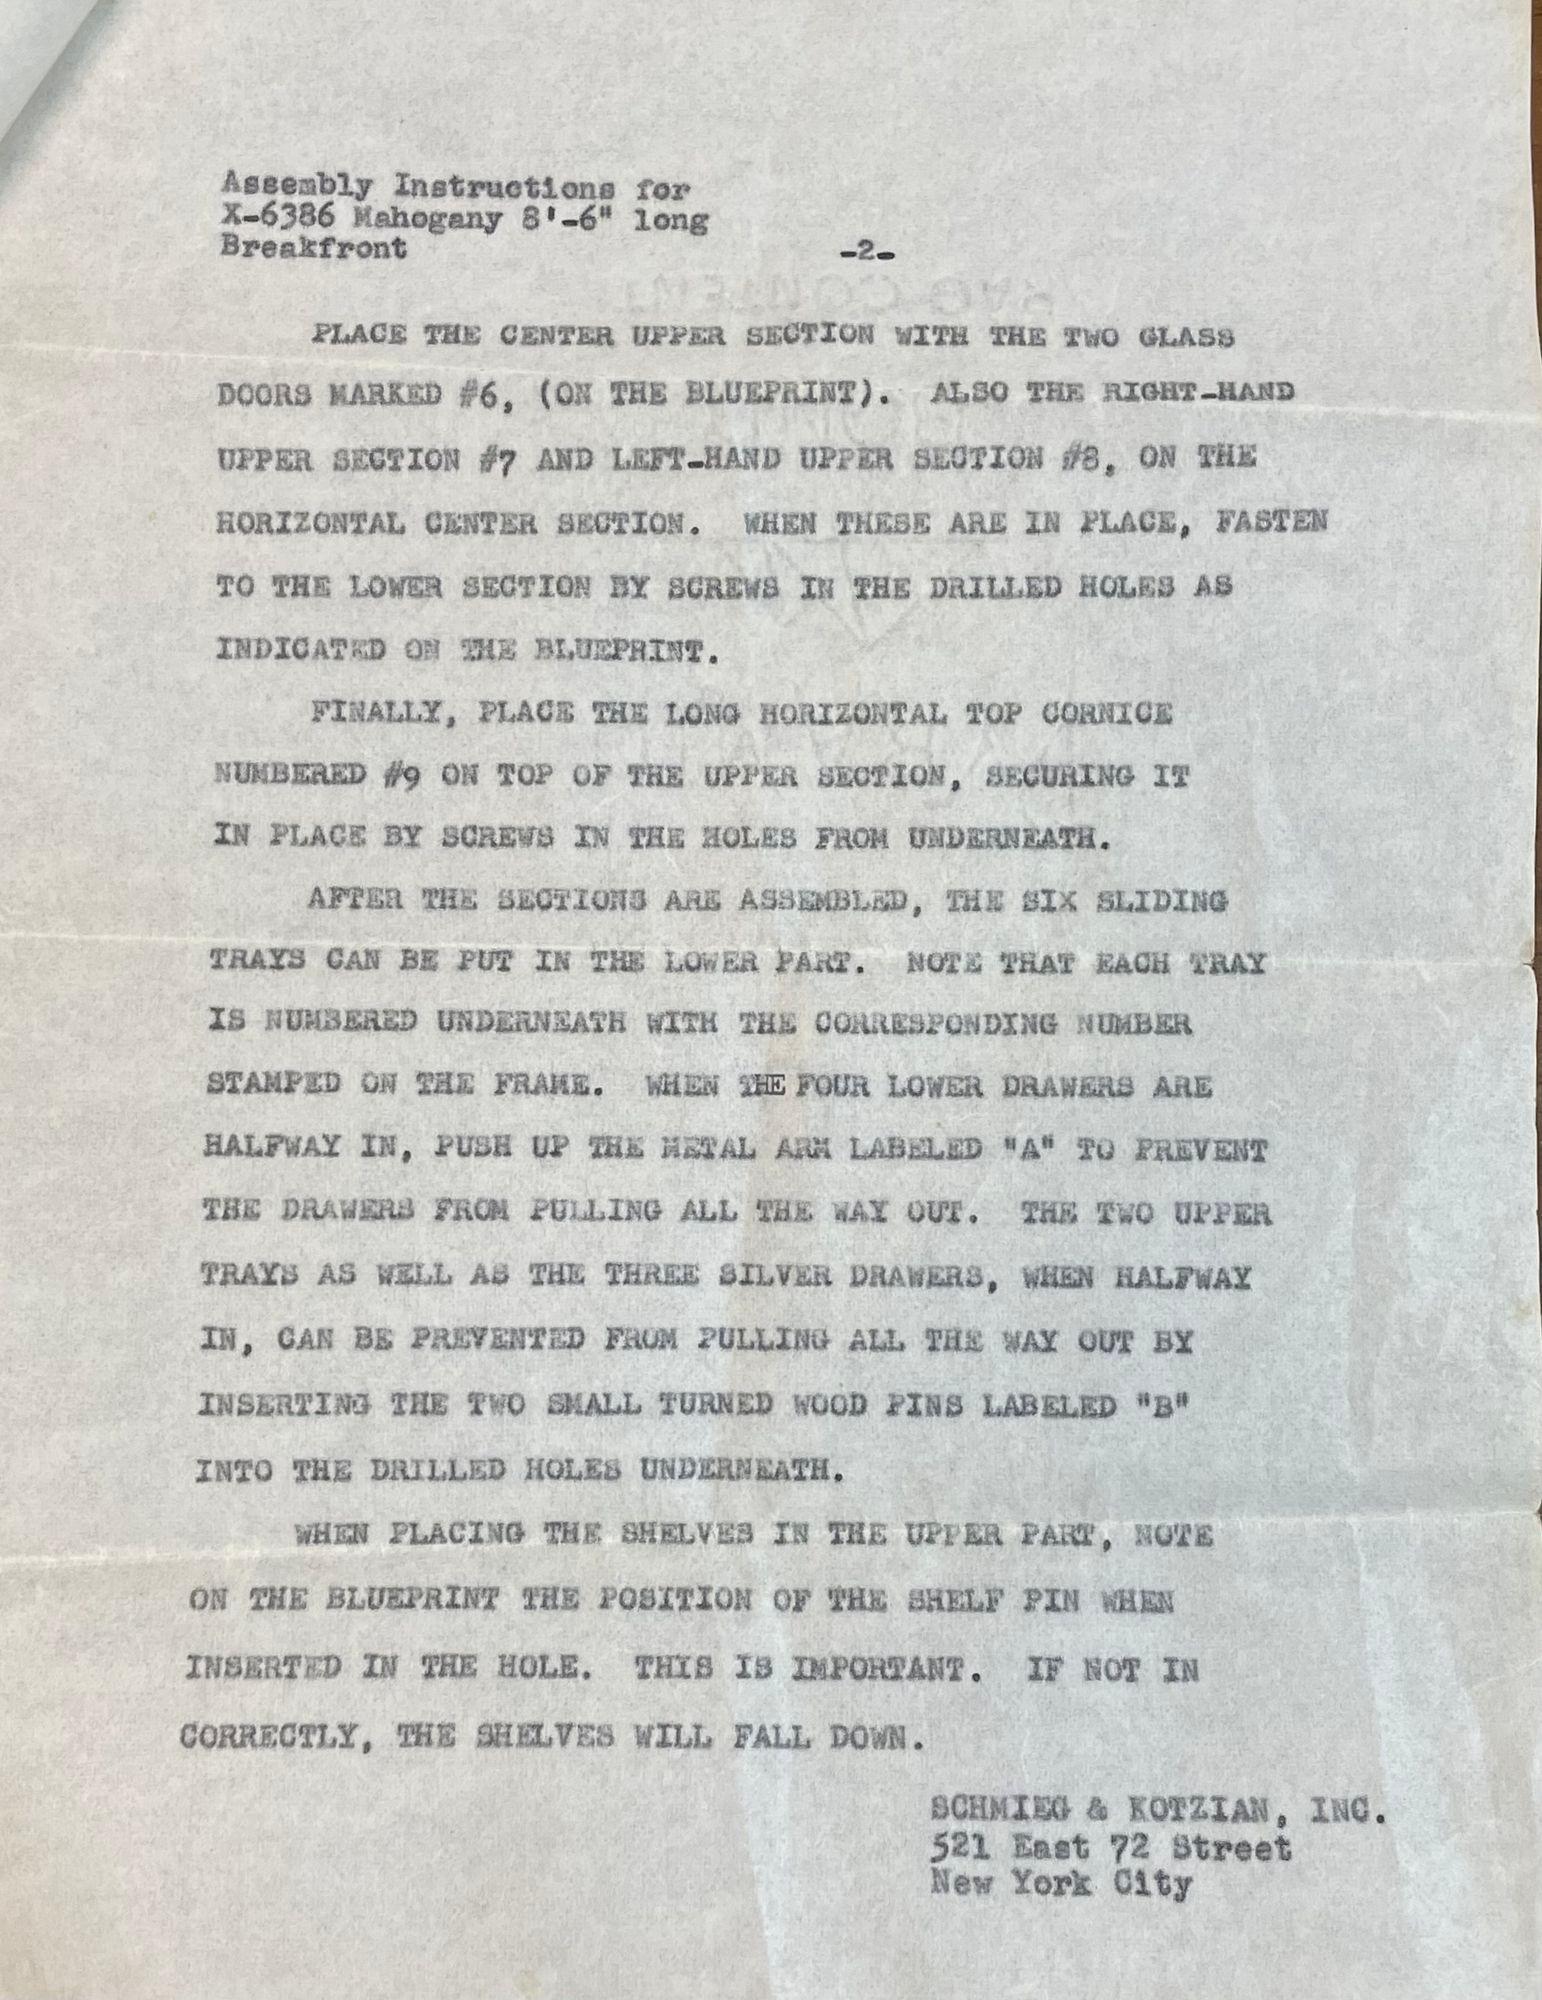 Assembly Instructions for
X-6386 Mahogany 8'-6" long
Breakfront -2-
PLACE THE CENTER UPPER SECTION WITH THE TWO GLASS
DOORS MARKED #6, (ON THE BLUEPRINT). ALSO THE RIGHT-HAND
UPPER SECTION #7 AND LEFT-HAND UPPER SECTION #8, ON THE
HORIZONTAL CENTER SECTION. WHEN THESE ARE IN PLACE, FASTEN
TO THE LOWER SECTION BY SCREWS IN THE DRILLED HOLES AS
INDICATED ON THE BLUEPRINT.
FINALLY, PLACE THE LONG HORIZONTAL TOP CORNICE
NUMBERED #9 ON TOP OF THE UPPER SECTION, SECURING IT
IN PLACE BY SCREWS IN THE HOLES FROM UNDERNEATH.
AFTER THE SECTIONS ARE ASSEMBLED, THE SIX SLIDING
TRAYS CAN BE PUT IN THE LOWER PART. NOTE THAT EACH TRAY
IS NUMBERED UNDERNEATH WITH THE CORRESPONDING NUMBER
STAMPED ON THE FRAME. WHEN THE FOUR LOWER DRAWERS ARE
HALFWAY IN, PUSH UP THE METAL ARM LABELED "A" TO PREVENT
THE DRAWERS FROM PULLING ALL THE WAY OUT. THE TWO UPPER
TRAYS AS WELL AS THE THREE SILVER DRAWERS, WHEN HALFWAY
IN, CAN BE PREVENTED FROM PULLING ALL THE WAY OUT BY
INSERTING THE TWO SMALL TURNED WOOD PINS LABELED "B"
INTO THE DRILLED HOLES UNDERNEATH.
WHEN PLACING THE SHELVES IN THE UPPER PART, NOTE
ON THE BLUEPRINT THE POSITION OF THE SHELF PIN WHEN
INSERTED IN THE HOLE. THIS IS IMPORTANT. IF NOT IN
CORRECTLY, THE SHELVES WILL FALL DOWN.
SCHMIEG & KOTZIAN, INC.
521 East 72 Street
New York City